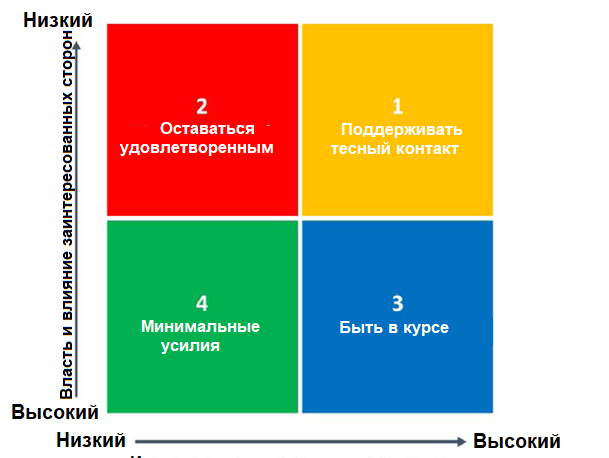 Низкий
Власть и влияние заинтересованных сторон
2
Оставаться
удовлетворенным
1
Поддерживать
тесный контакт
4
Минимальные
усилия
3
Быть в курсе
Высокий
Низкий
Высокий